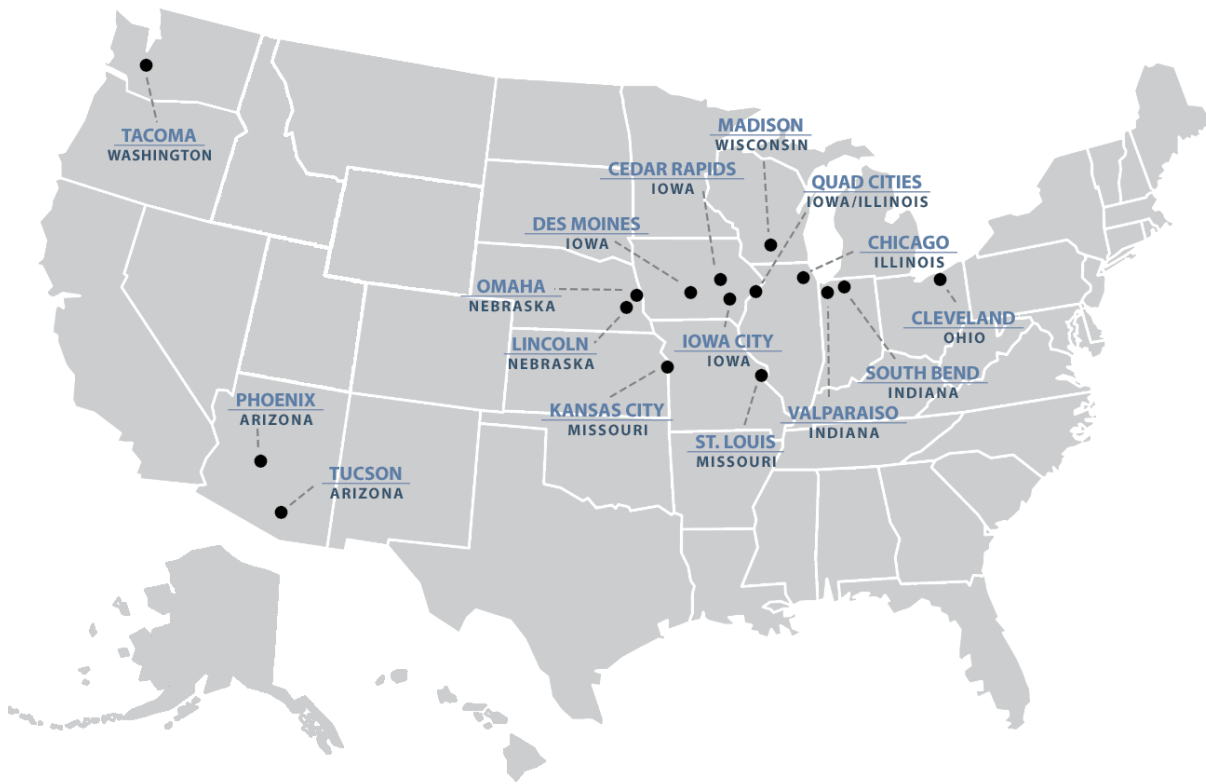 TACOMA
WASHINGTON
MADISON
WISCONSIN
CEDAR RAPIDS
IOWA
QUAD CITIES
IOWA/ILLINOIS
DES MOINES
IOWA
CHICAGO
ILLINOIS
OMAHA
NEBRASKA
CLEVELAND
OHIO
LINCOLN
NEBRASKA
IOWA CITY
IOWA
SOUTH BEND
INDIANA
PHOENIX
ARIZONA
KANSAS CITY
MISSOURI
VALPARAISO
INDIANA
ST. LOUIS
MISSOURI
TUCSON
ARIZONA